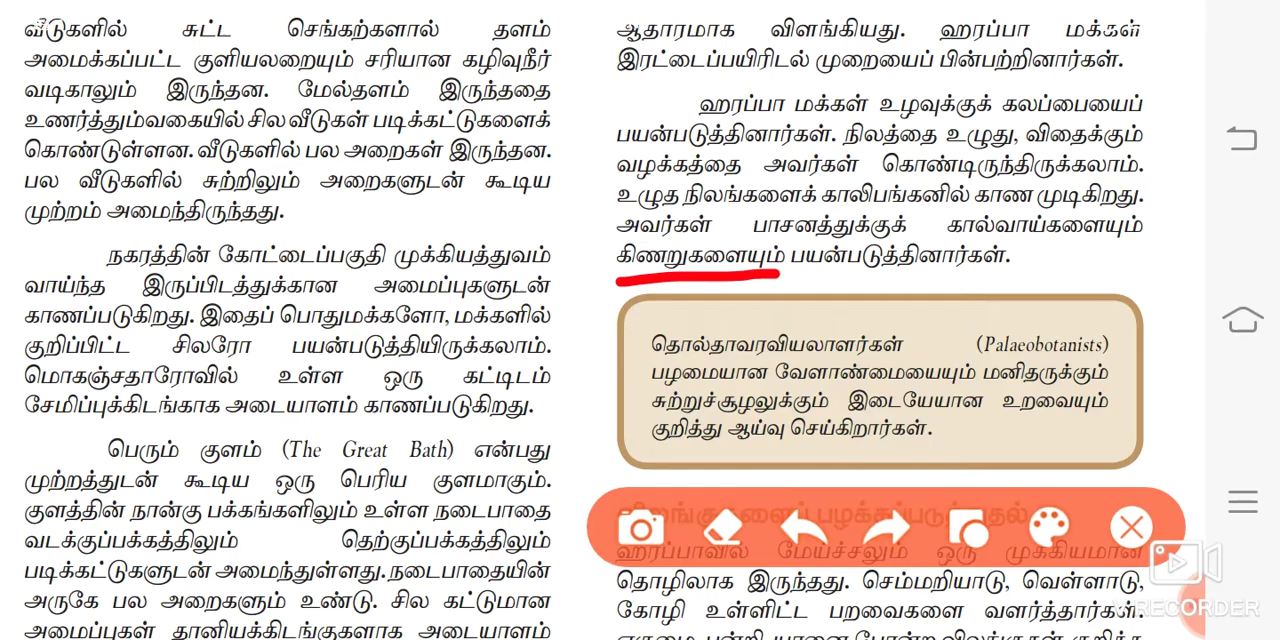 வீடுகளில் சுட்ட செங்கற்களால் தளம்
அமைக்கப்பட்ட குளியலறையும் சரியான கழிவுநீர்
வடிகாலும் இருந்தன. மேல்தளம் இருந்ததை
உணர்த்தும்வகையில் சில வீடுகள் படிக்கட்டுகளைக்
கொண்டுள்ளன. வீடுகளில் பல அறைகள் இருந்தன.
பல வீடுகளில் சுற்றிலும் அறைகளுடன் கூடிய
முற்றம் அமைந்திருந்தது.
நகரத்தின் கோட்டைப்பகுதி முக்கியத்துவம்
வாய்ந்த இருப்பிடத்துக்கான அமைப்புகளுடன்
காணப்படுகிறது. இதைப் பொதுமக்களோ, மக்களில்
குறிப்பிட்ட சிலரோ பயன்படுத்தியிருக்கலாம்.
மொகஞ்சதாரோவில் உள்ள ஒரு கட்டிடம்
சேமிப்புக்கிடங்காக அடையாளம் காணப்படுகிறது.
பெரும் குளம் (The Great Bath) என்பது
முற்றத்துடன் கூடிய ஒரு பெரிய குளமாகும்.
குளத்தின் நான்கு பக்கங்களிலும் உள்ள நடைபாதை
வடக்குப்பக்கத்திலும் தெற்குப்பக்கத்திலும்
படிக்கட்டுகளுடன் அமைந்துள்ளது. நடைபாதையின்
அருகே பல அறைகளும் உண்டு. சில கட்டுமான
அமைப்புகள் தானியக்கிடங்குகளாக அடையாளம்
ஆதாரமாக விளங்கியது. ஹரப்பா மக்கள்
இரட்டைப்பயிரிடல் முறையைப் பின்பற்றினார்கள்.
ஹரப்பா மக்கள் உழவுக்குக் கலப்பையைப்
பயன்படுத்தினார்கள். நிலத்தை உழுது, விதைக்கும்
வழக்கத்தை அவர்கள் கொண்டிருந்திருக்கலாம்.
உழுத நிலங்களைக் காலிபங்கனில் காண முடிகிறது.
அவர்கள் பாசனத்துக்குக் கால்வாய்களையும்
கிணறுகளையும் பயன்படுத்தினார்கள்.
தொல்தாவரவியலாளர்கள் (Palaeobotanists)
பழமையான வேளாண்மையையும் மனிதருக்கும்
சுற்றுச்சூழலுக்கும் இடையேயான உறவையும்
குறித்து ஆய்வு செய்கிறார்கள்.
ஹரப்பாவில் மேய்ச்சலும் ஒரு முக்கியமான
தொழிலாக இருந்தது. செம்மறியாடு, வெள்ளாடு,
கோழி உள்ளிட்ட பறவைகளை வளர்த்தார்கள்.
எருமை, பன்றி, யானை போன்ற விலங்குகள் குறித்த
RECORDER